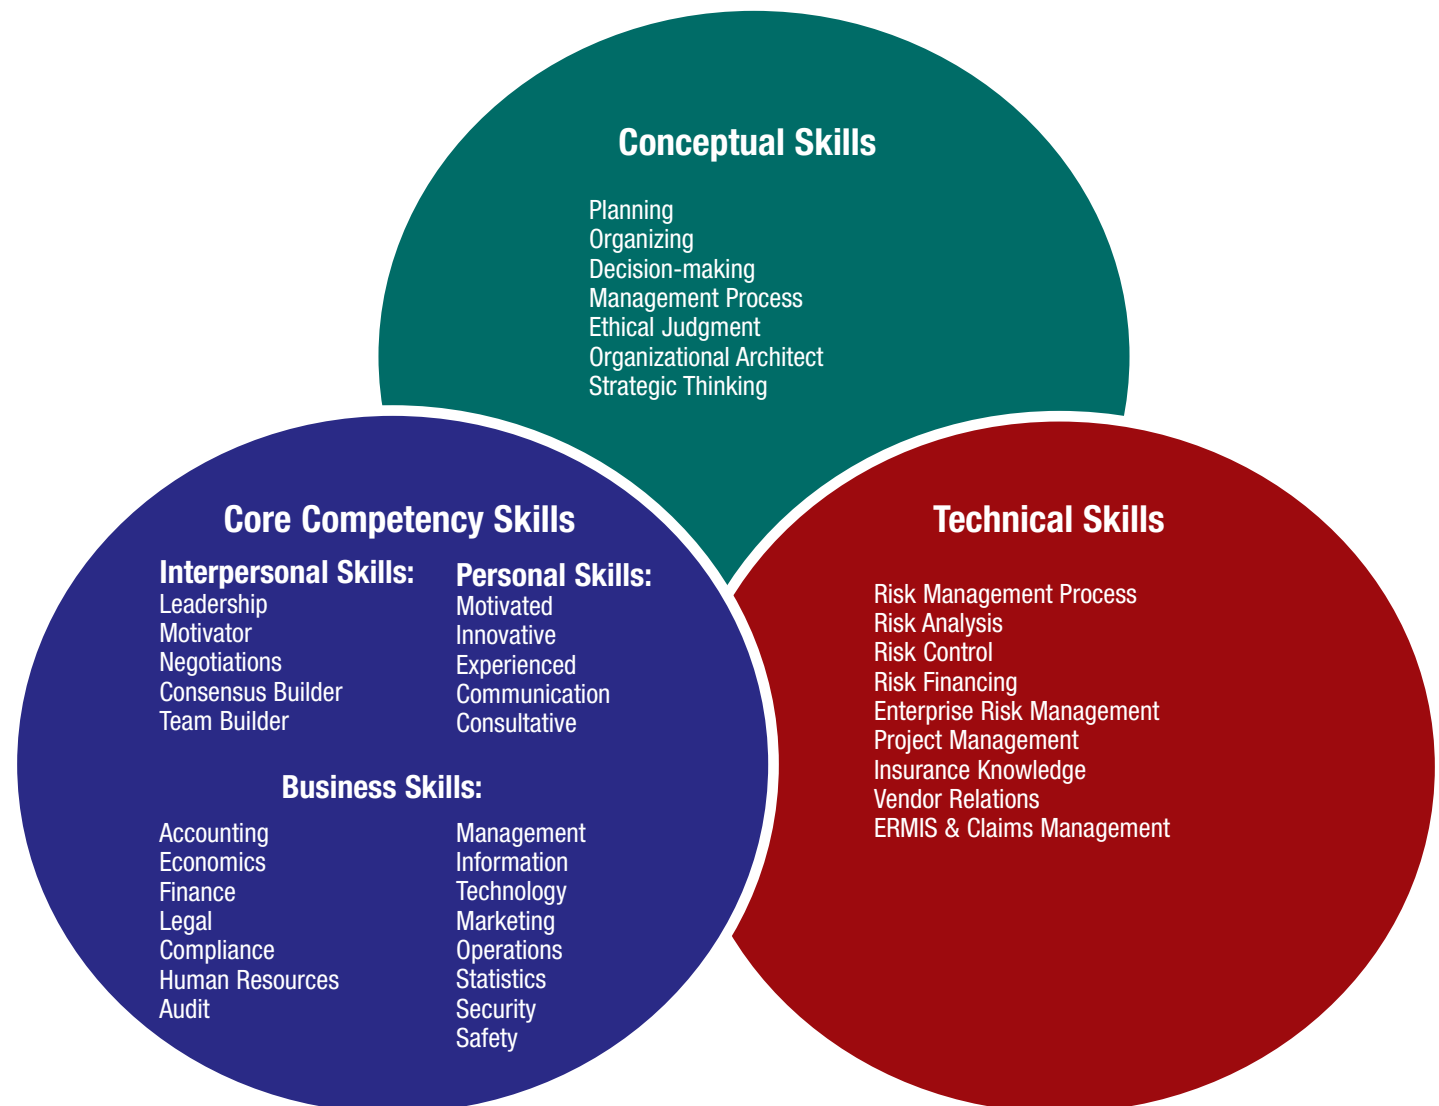 Conceptual Skills
Planning
Organizing
Decision-making
Management Process
Ethical Judgment
Organizational Architect
Strategic Thinking
Core Competency Skills
Interpersonal Skills:
Leadership
Motivator
Negotiations
Consensus Builder
Team Builder
Personal Skills:
Motivated
Innovative
Experienced
Communication
Consultative
Business Skills:
Accounting
Economics
Finance
Legal
Compliance
Human Resources
Audit
Management
Information
Technology
Marketing
Operations
Statistics
Security
Safety
Technical Skills
Risk Management Process
Risk Analysis
Risk Control
Risk Financing
Enterprise Risk Management
Project Management
Insurance Knowledge
Vendor Relations
ERMIS & Claims Management